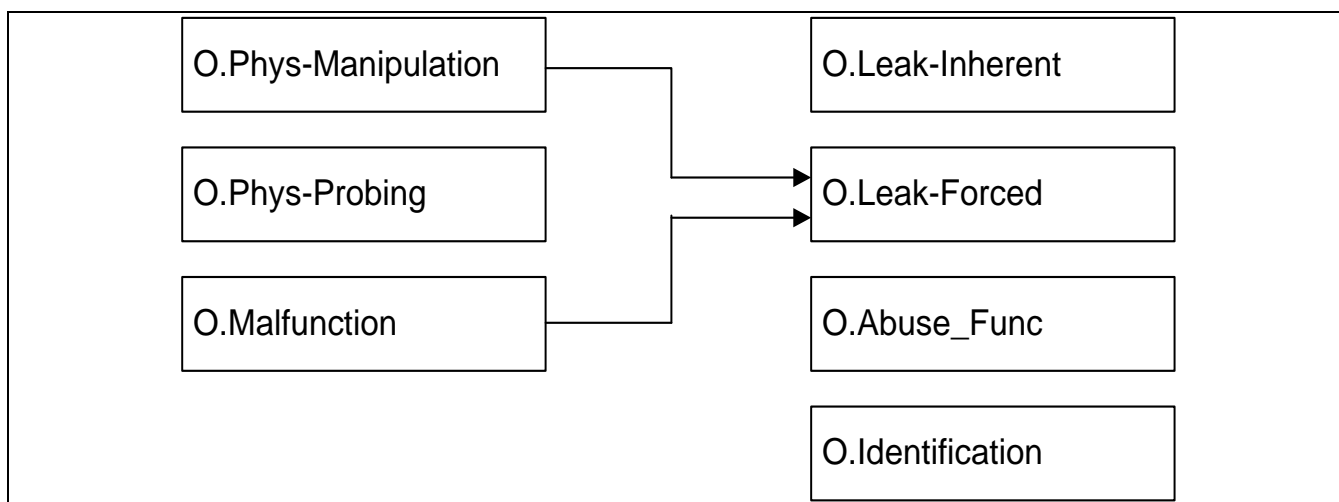 O.Phys-Manipulation
O.Leak-Inherent
O.Phys-Probing
O.Leak-Forced
O.Malfunction
O.Abuse_Func
O.Identification